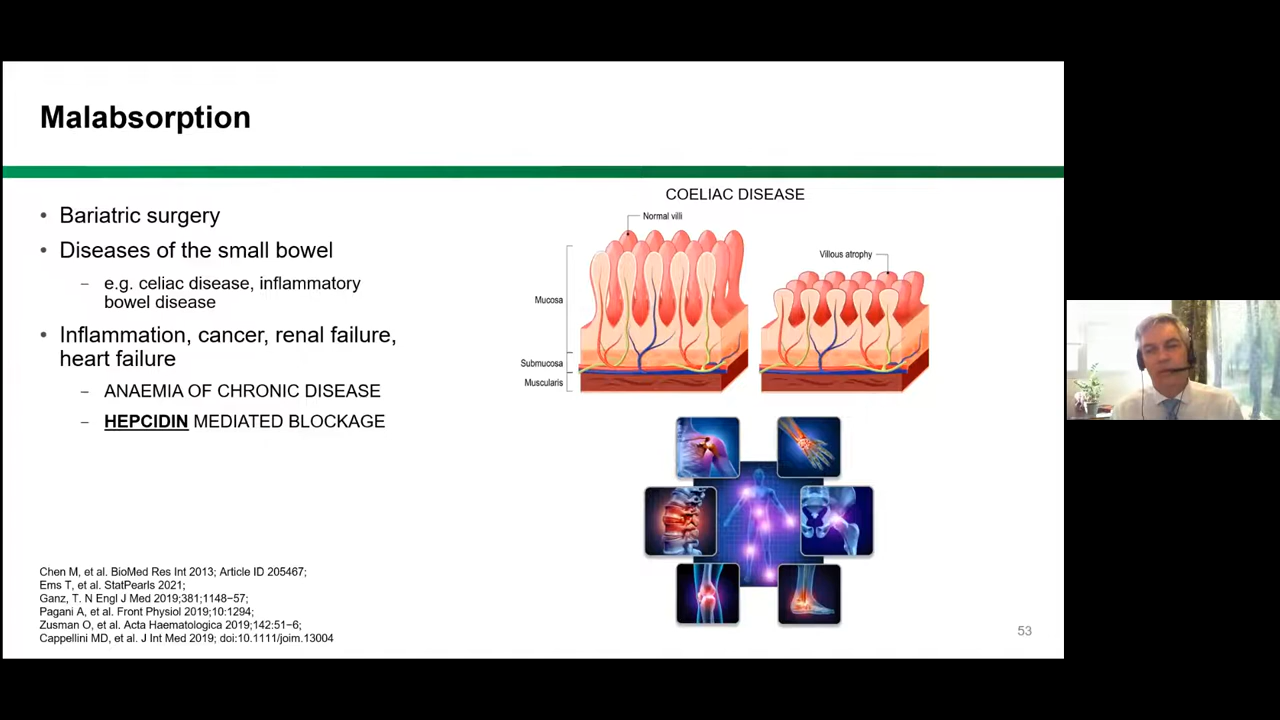 Malabsorption
• Bariatric surgery
• Diseases of the small bowel
– e.g. celiac disease, inflammatory
bowel disease
• Inflammation, cancer, renal failure,
heart failure
– ANAEMIA OF CHRONIC DISEASE
– HEPCIDIN MEDIATED BLOCKAGE
COELIAC DISEASE
Normal villi
Villous atrophy
Mucosa
Submucosa
Muscularis
Chen M, et al. BioMed Res Int 2013; Article ID 205467;
Ems T, et al. StatPearls 2021;
Ganz, T. N Engl J Med 2019;381;1148−57;
Pagani A, et al. Front Physiol 2019;10:1294;
Zusman O, et al. Acta Haematologica 2019;142:51−6;
Cappellini MD, et al. J Int Med 2019; doi:10.1111/joim.13004
53